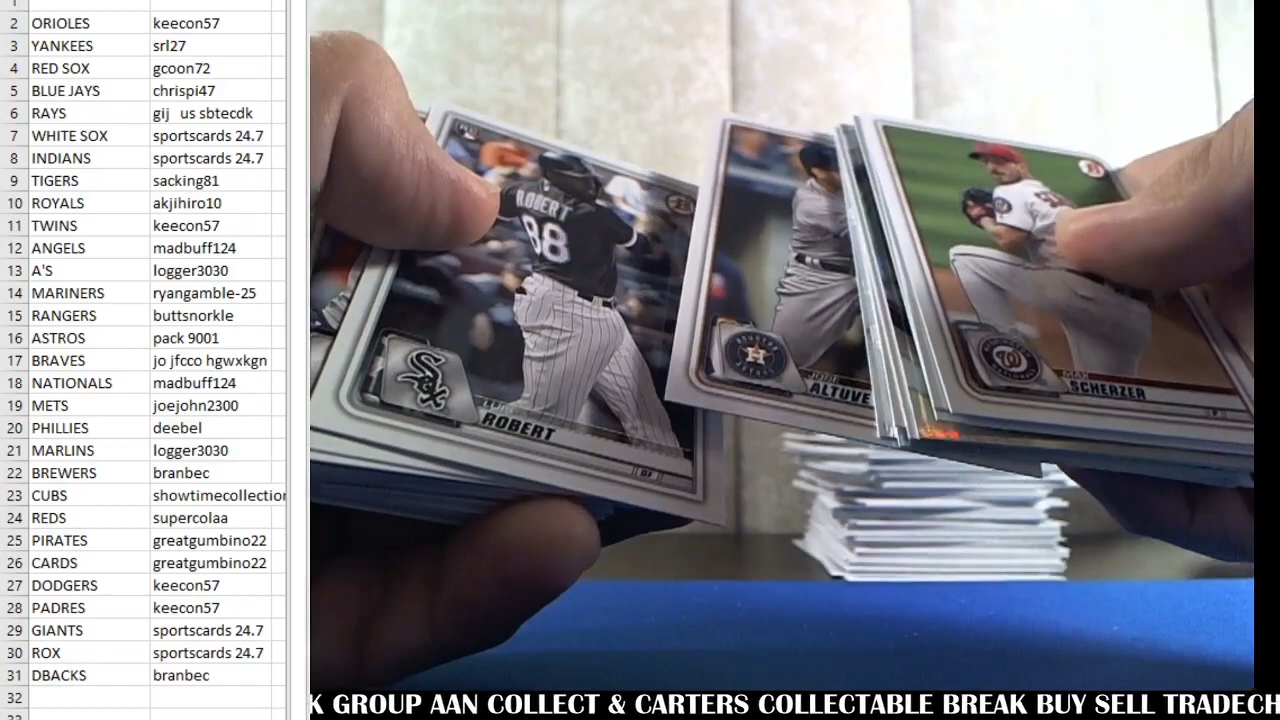 2 ORIOLES keecon57
3 YANKEES srl27
4 RED SOX gcoon72
5 BLUE JAYS chrispi47
6 RAYS gij us sbtecdk
7 WHITE SOX sportscards 24.7
8 INDIANS sportscards 24.7
9 TIGERS sacking81
10 ROYALS akjihiro10
11 TWINS keecon57
12 ANGELS madbuff124
13 A'S logger3030
14 MARINERS ryangamble-25
15 RANGERS buttsnorkle
16 ASTROS pack 9001
17 BRAVES jo jfcco hgwxkgn
18 NATIONALS madbuff124
19 METS joejohn2300
20 PHILLIES deebel
21 MARLINS logger3030
22 BREWERS branbec
23 CUBS showtimecollection
24 REDS supercolaa
25 PIRATES greatgumbino22
26 CARDS greatgumbino22
27 DODGERS keecon57
28 PADRES keecon57
29 GIANTS sportscards 24.7
30 ROX sportscards 24.7
31 DBACKS branbec
32
ROBERT
88
Sox
ROBERT
OF
JOSE
ALTUVE
MAX
SCHERZER
W
K GROUP AAN COLLECT & CARTERS COLLECTABLE BREAK BUY SELL TRADECH